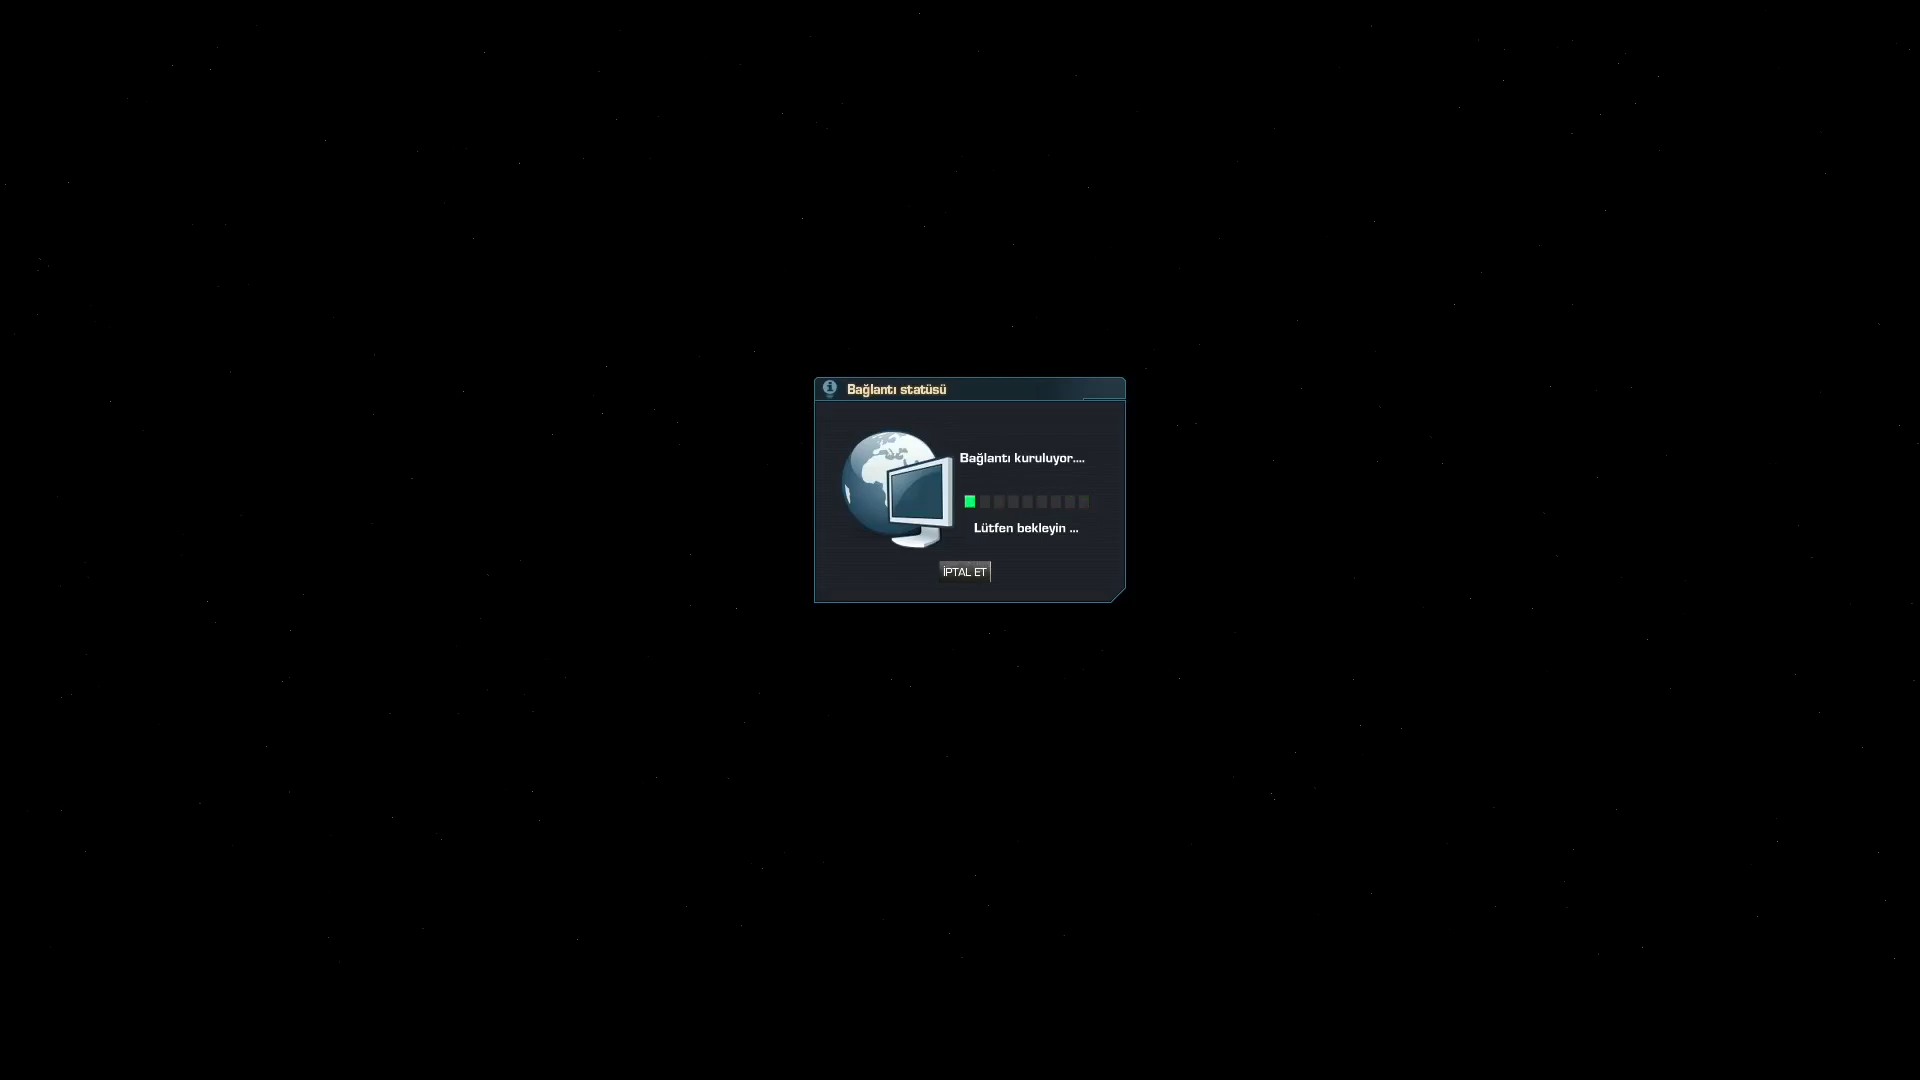 Bağlantı statüsü
Bağlantı kuruluyor....
Lütfen bekleyin ...
İPTAL ET